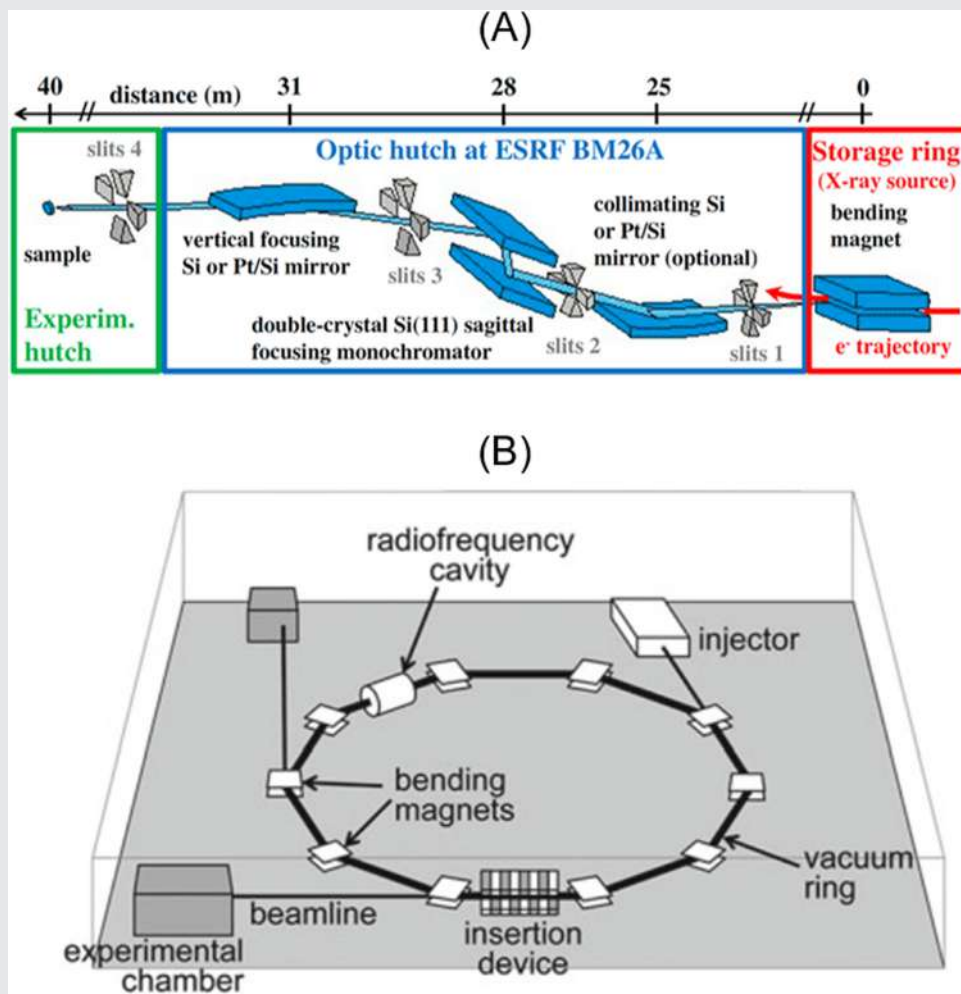 (A)
40
distance (m)
31
28
25
0
slits 4
Optic hutch at ESRF BM26A
Storage ring
(X-ray source)
bending
magnet
collimating Si
or Pt/Si
mirror (optional)
sample
vertical focusing
Si or Pt/Si mirror
slits 3
Experim.
hutch
double-crystal Si(111) sagittal
focusing monochromator
slits 2
slits 1
e- trajectory
(B)
radiofrequency
cavity
injector
bending
magnets
vacuum
ring
beamline
insertion
device
experimental
chamber